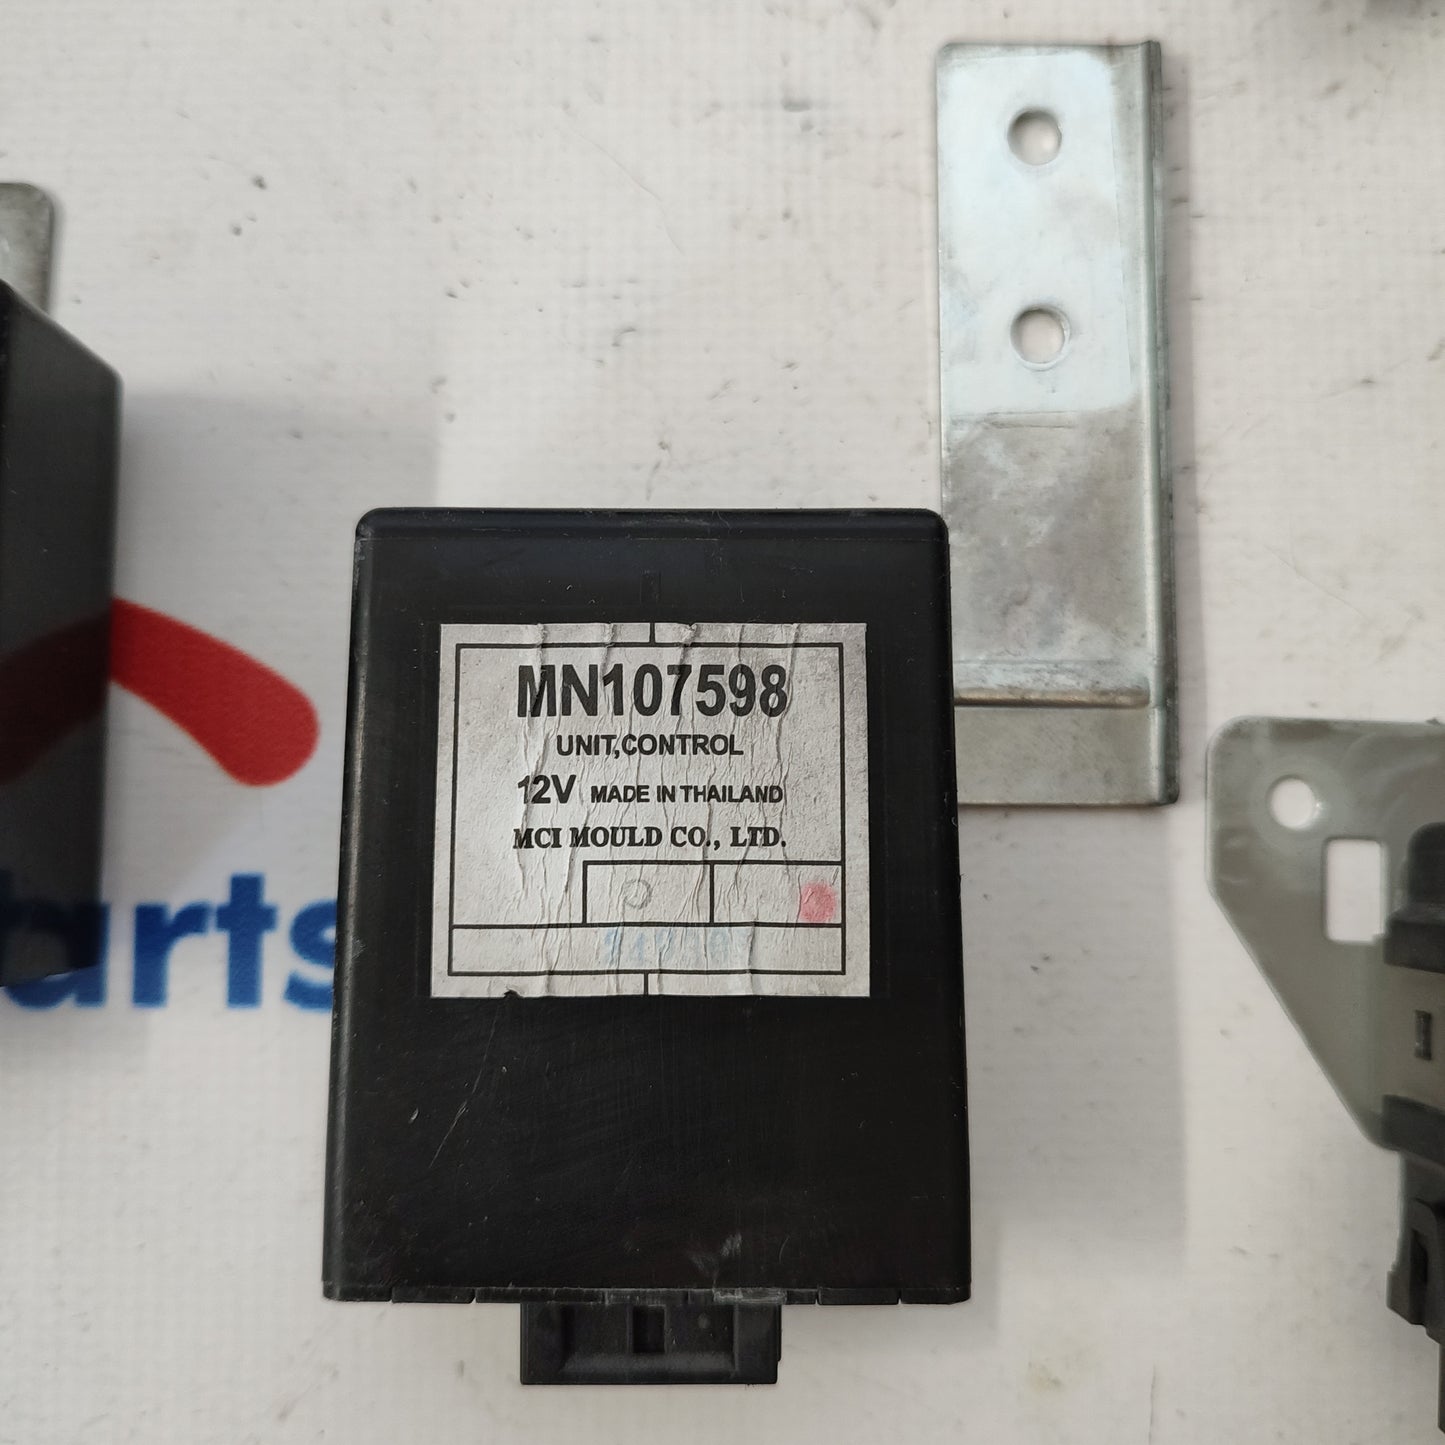 MN107598
UNIT,CONTROL
12V MADE IN THAILAND
MCI MOULD CO., LTD.
arts